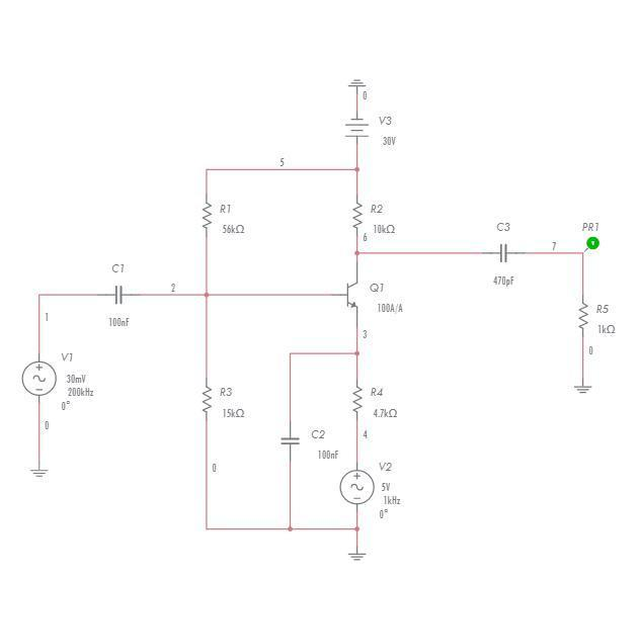 0
V3
30V
5
R1
56kΩ
R2
10kΩ
6
C3
470pF
7
PR1
C1
100nF
2
1
Q1
100A/A
R5
1kΩ
0
3
V1
30mV
200kHz
0°
0
R3
15kΩ
0
R4
4.7kΩ
C2
100nF
4
V2
5V
1kHz
0°